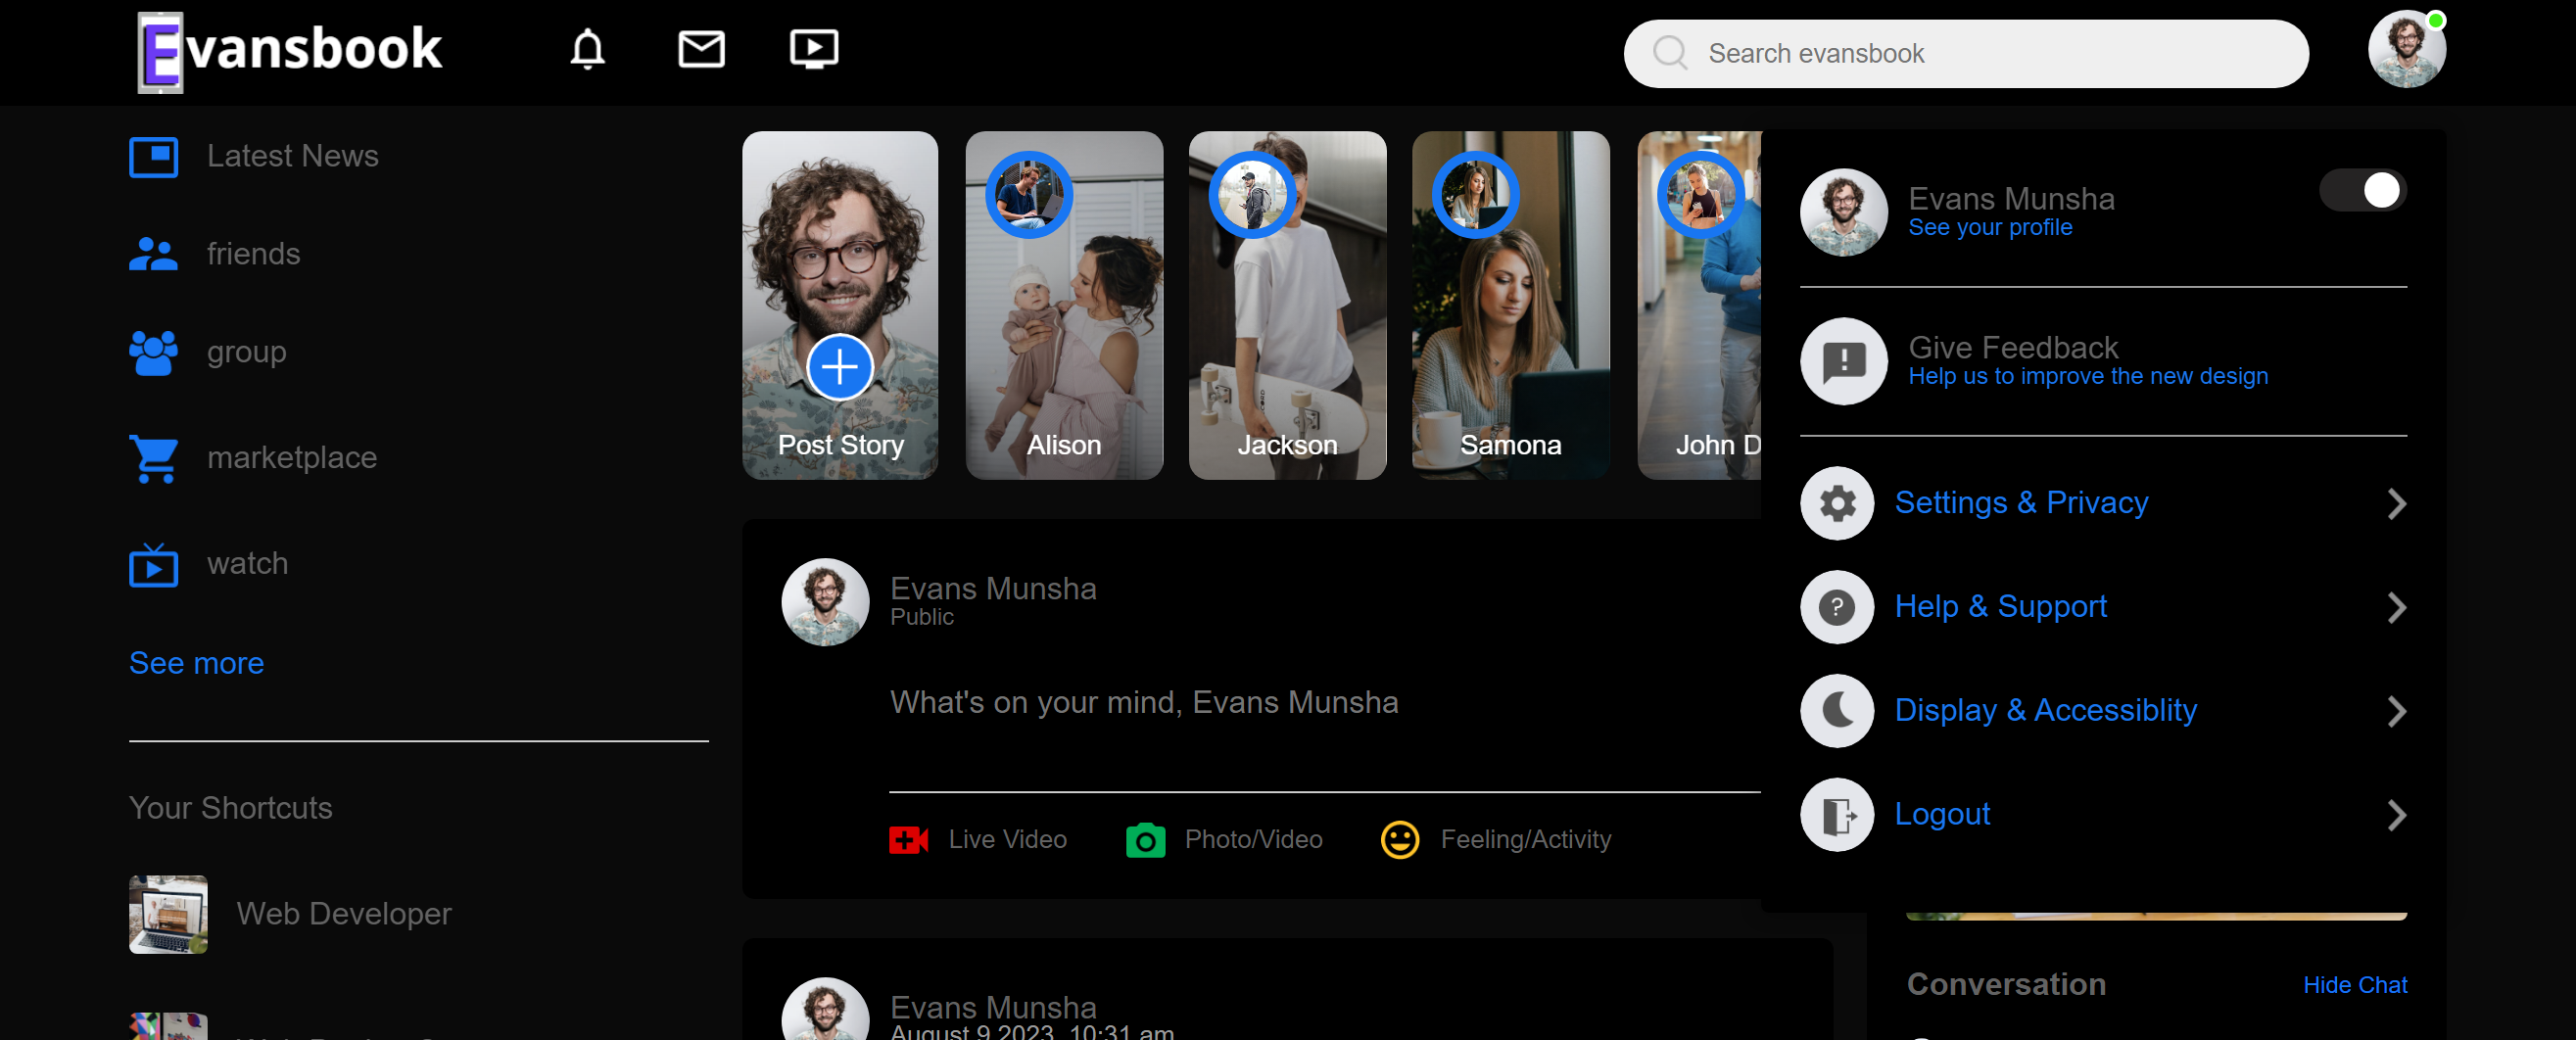 Evansbook
Search evansbook
Latest News
friends
group
marketplace
watch
See more
Your Shortcuts
Web Developer
Post Story
Alison
Jackson
Samona
John D
Evans Munsha
Public
What's on your mind, Evans Munsha
Live Video
Photo/Video
Feeling/Activity
Evans Munsha
August 9 2023, 10:31 am
Evans Munsha
See your profile
Give Feedback
Help us to improve the new design
Settings & Privacy
Help & Support
Display & Accessiblity
Logout
Conversation
Hide Chat